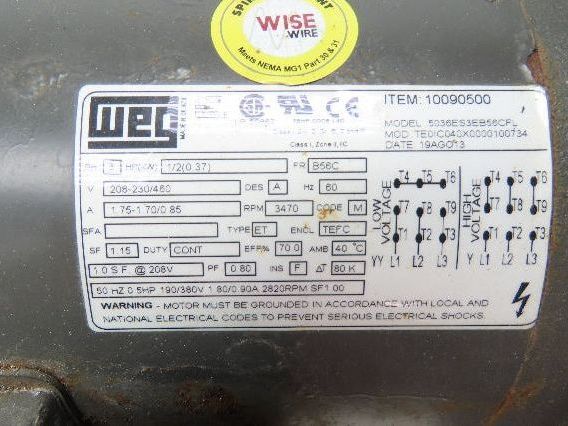 WISE
WIRE
Meets NEMA MG1 Part 30 & 31
WEG
ITEM: 10090500
MODEL
MOD. TE0IC040X0000100734
DATE 19AGO13
Class I, Zone II, IIC
PH 3 HP(kW) 1/2(0.37) FR B56C
V 208-230/460 DES A Hz 60
A 1.75-1.70/0.85 RPM 3470 CODE M
SFA TYPE ET ENCL TEFC
SF 1.15 DUTY CONT EFF% 70.0 AMB 40°C
1.0 S.F. @ 208V PF 0.80 INS F ΔT 80K
50 HZ 0.5HP 190/380V 1.80/0.90A 2820RPM SF1.00
WARNING - MOTOR MUST BE GROUNDED IN ACCORDANCE WITH LOCAL AND
NATIONAL ELECTRICAL CODES TO PREVENT SERIOUS ELECTRICAL SHOCKS.
LOW VOLTAGE
T4 T5 T6
T7 T8 T9
T1 T2 T3
YY L1 L2 L3
HIGH VOLTAGE
T4 T5 T6
T7 T8 T9
T1 T2 T3
Y L1 L2 L3